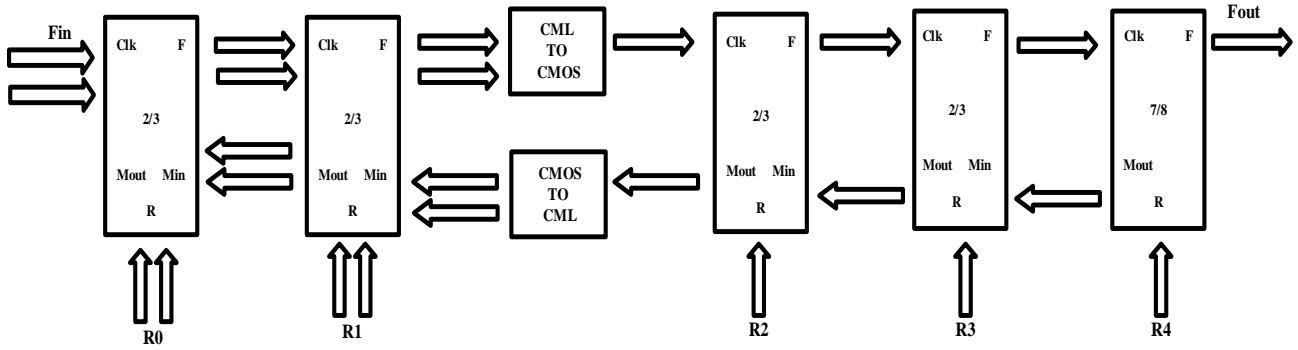 Fin
Clk F
2/3
Mout Min
R
R0
Clk F
2/3
Mout Min
R
R1
CML
TO
CMOS
CMOS
TO
CML
Clk F
2/3
Mout Min
R
R2
Clk F
2/3
Mout Min
R
R3
Clk F
7/8
Mout
R
R4
Fout